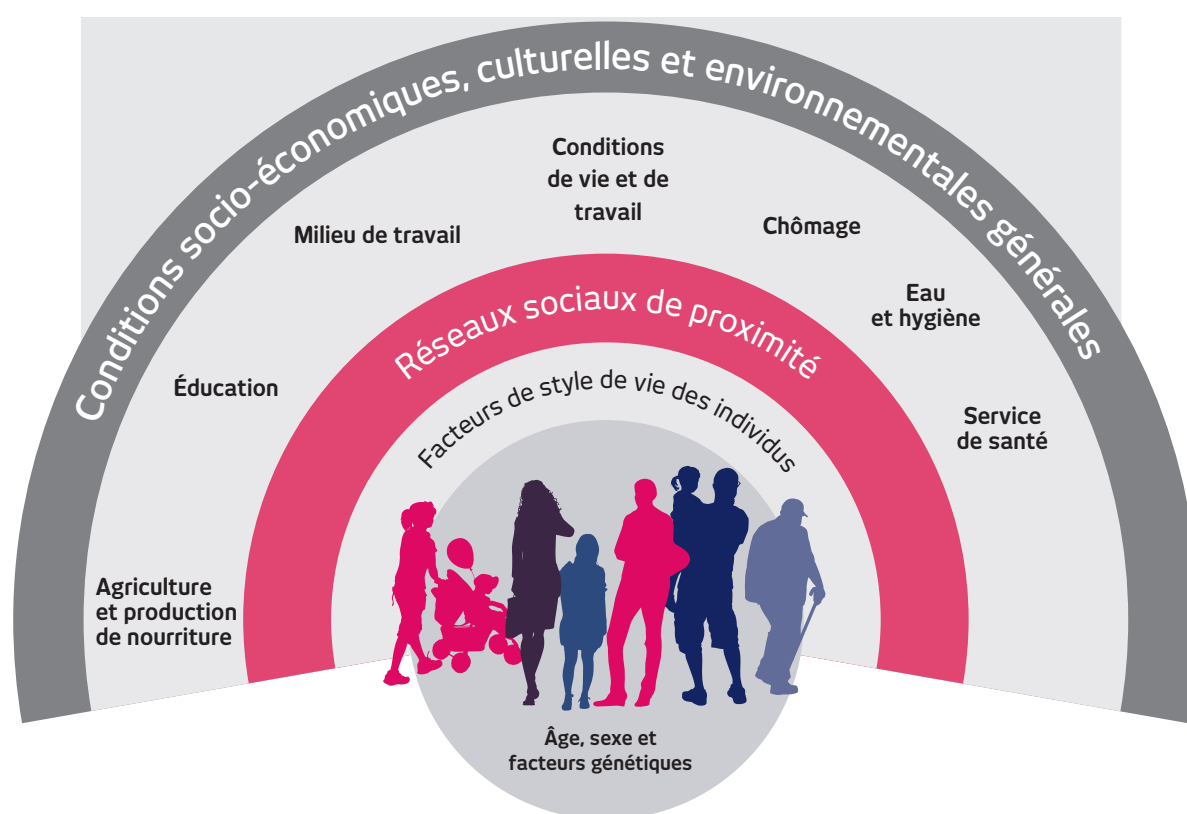 Conditions socio-économiques, culturelles et environnementales générales
Conditions
de vie et de
travail
Milieu de travail
Chômage
Eau
et hygiène
Éducation
Service
de santé
Agriculture
et production
de nourriture
Réseaux sociaux de proximité
Facteurs de style de vie des individus
Âge, sexe et
facteurs génétiques